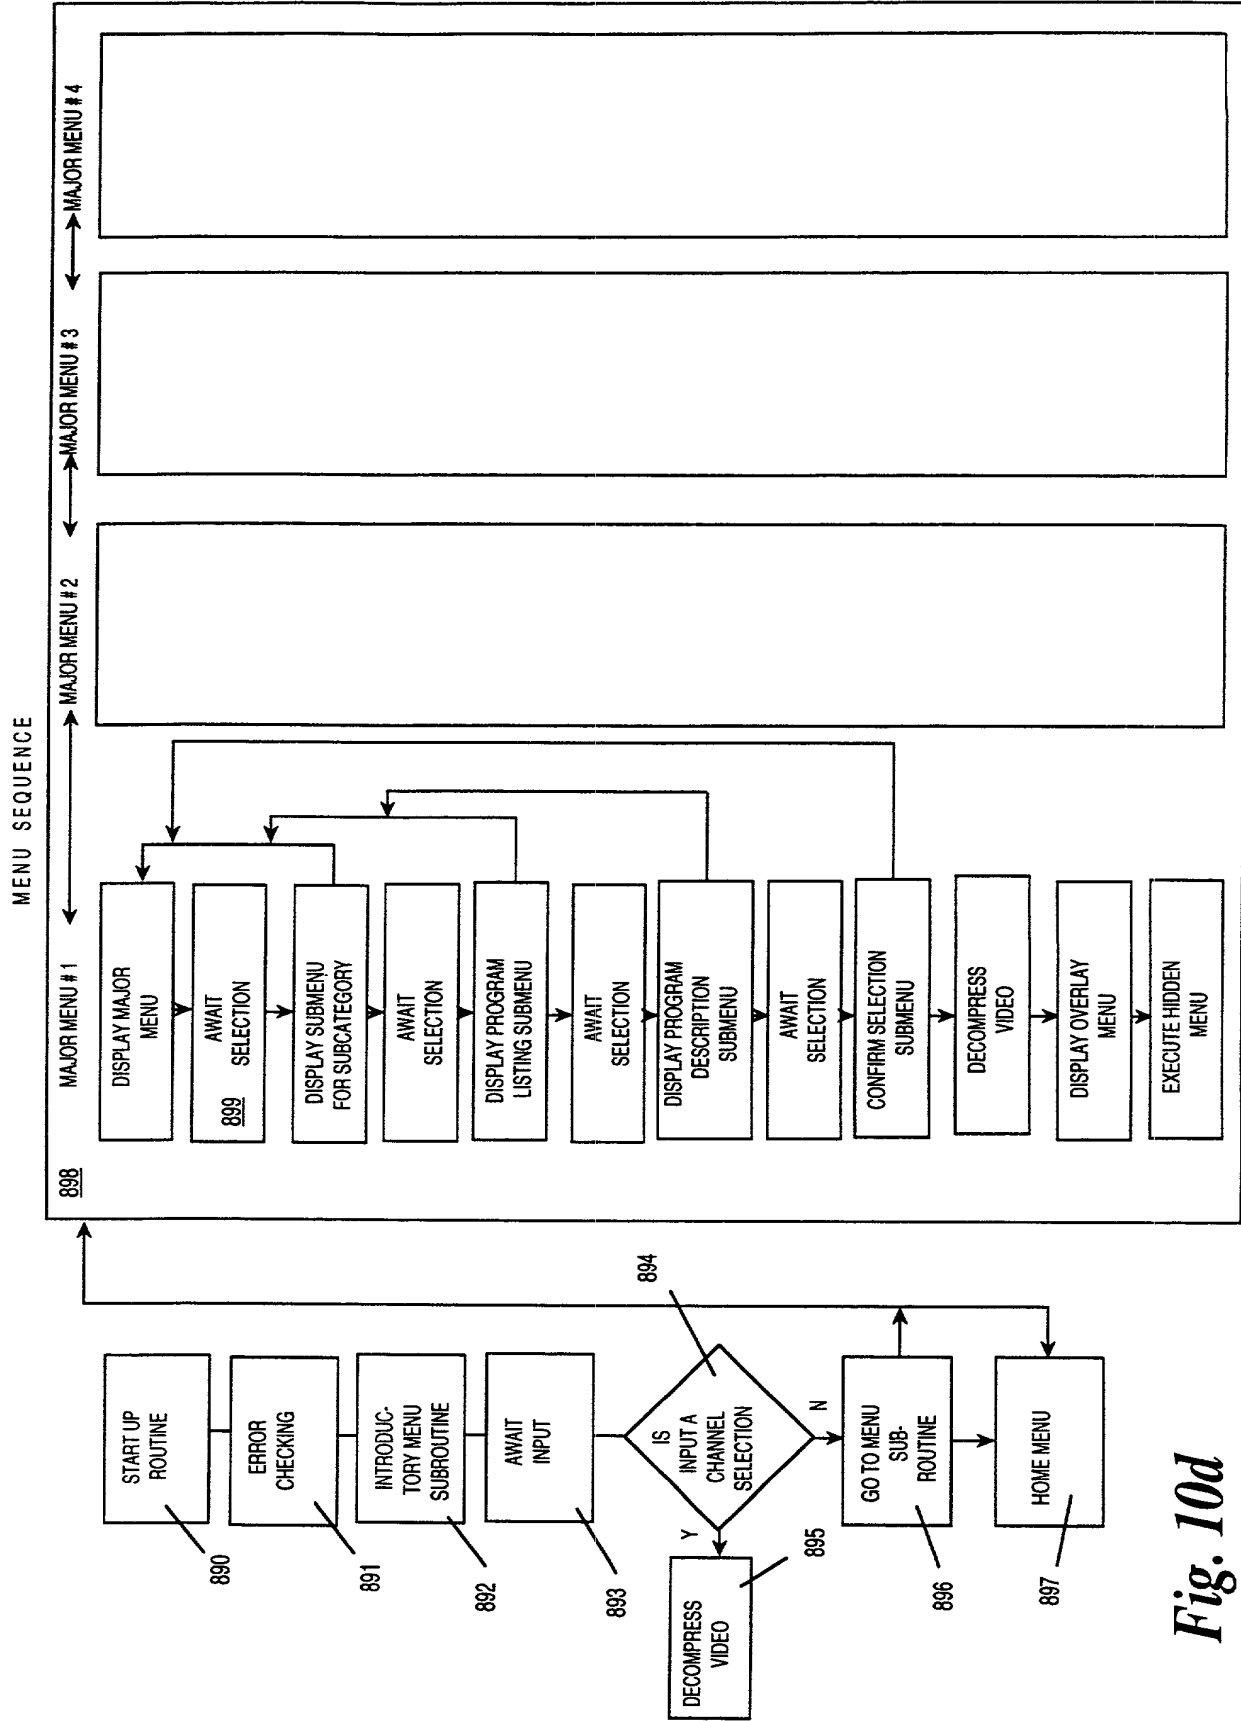 MENU SEQUENCE
START UP
ROUTINE
890
ERROR
CHECKING
891
INTRODUC-
TORY MENU
SUBROUTINE
892
AWAIT
INPUT
893
IS
INPUT A
CHANNEL
SELECTION
894
Y
N
DECOMPRESS
VIDEO
895
GO TO MENU
SUB-
ROUTINE
896
HOME MENU
897
898
MAJOR MENU # 1
MAJOR MENU # 2
MAJOR MENU # 3
MAJOR MENU # 4
DISPLAY MAJOR
MENU
AWAIT
SELECTION
899
DISPLAY SUBMENU
FOR SUBCATEGORY
AWAIT
SELECTION
DISPLAY PROGRAM
LISTING SUBMENU
AWAIT
SELECTION
DISPLAY PROGRAM
DESCRIPTION
SUBMENU
AWAIT
SELECTION
CONFIRM SELECTION
SUBMENU
DECOMPRESS
VIDEO
DISPLAY OVERLAY
MENU
EXECUTE HIDDEN
MENU
Fig. 10d